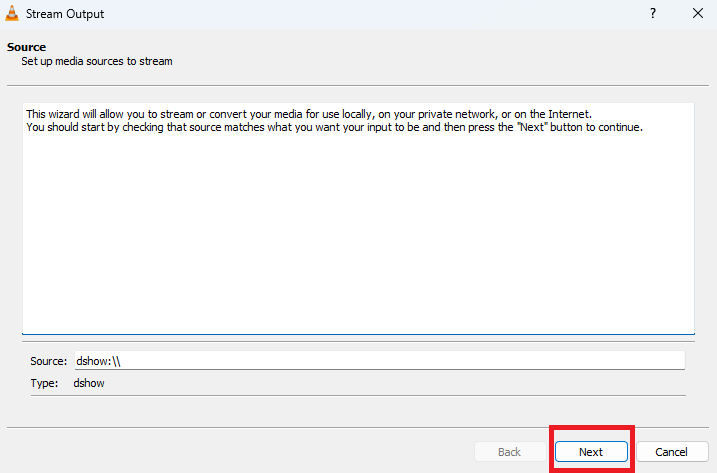 Stream Output
?
Source
Set up media sources to stream
This wizard will allow you to stream or convert your media for use locally, on your private network, or on the Internet.
You should start by checking that source matches what you want your input to be and then press the "Next" button to continue.
Source: dshow:\\
Type: dshow
Back Next Cancel